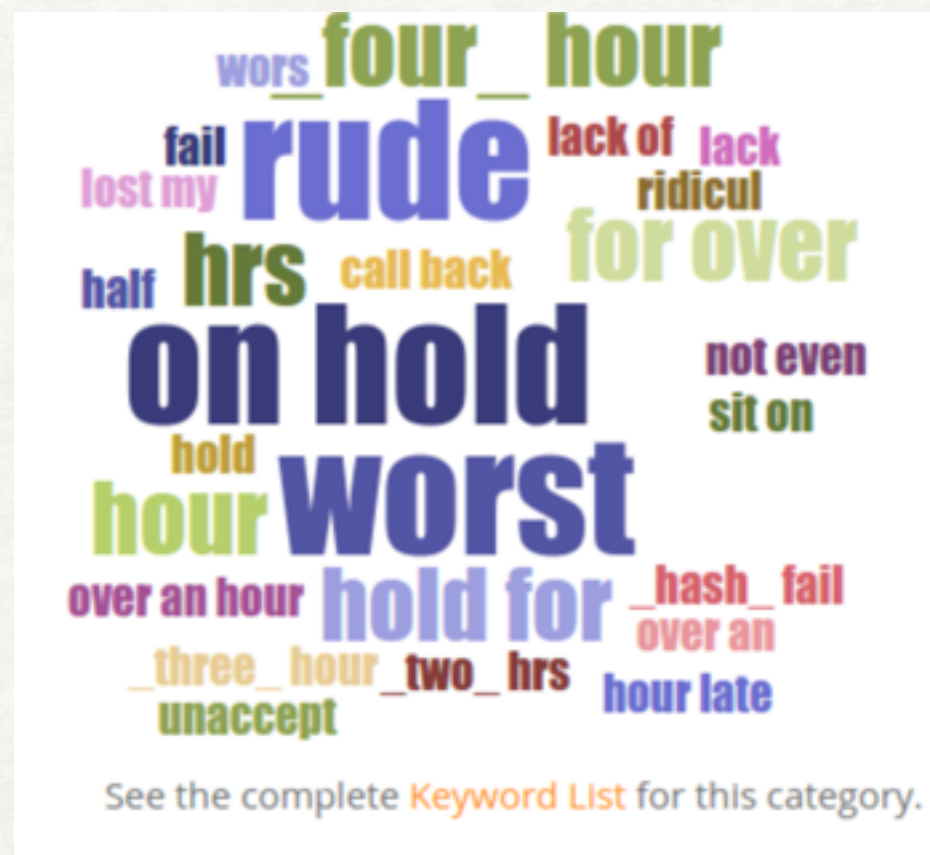 wors _four_ hour
fail rude lack of lack
lost my ridicul
half hrs call back for over
on hold not even
sit on
hold
hour worst
over an hour hold for _hash_ fail
over an
_three_ hour _two_ hrs hour late
unaccept
See the complete Keyword List for this category.